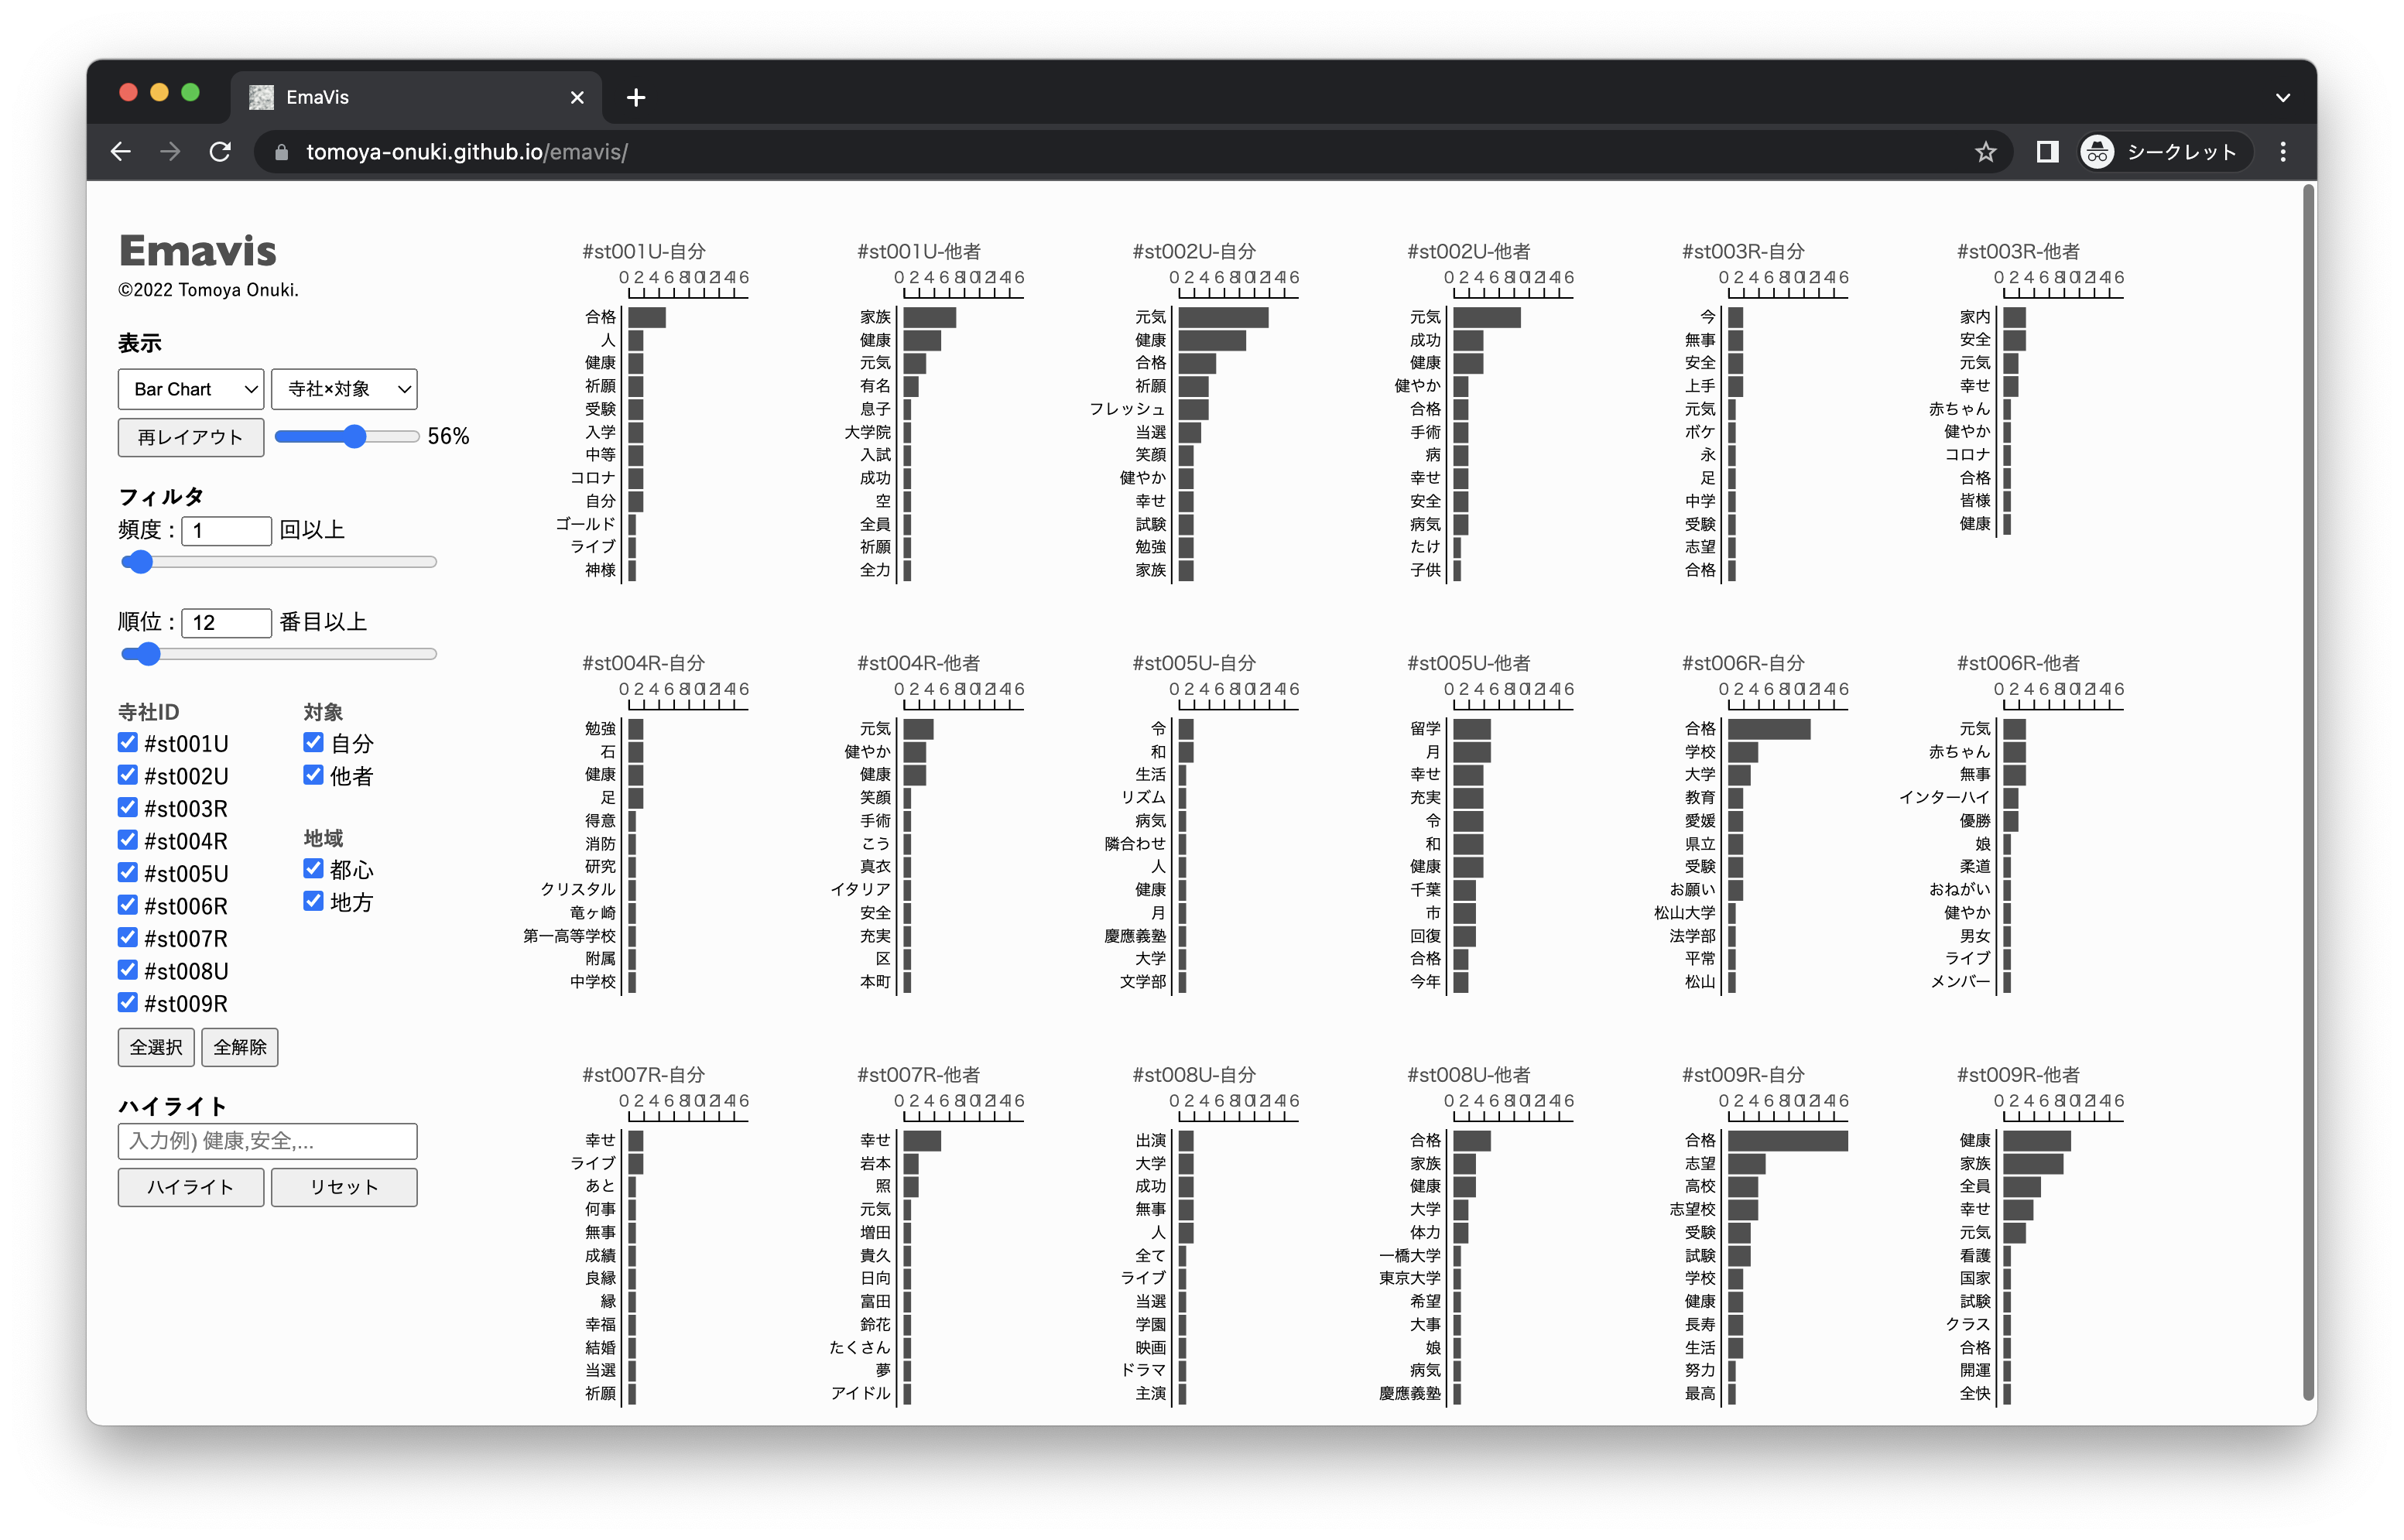 EmaVis
tomoya-onuki.github.io/emavis/
シークレット
Emavis
©2022 Tomoya Onuki.
表示
Bar Chart
寺社×対象
再レイアウト
56%
フィルタ
頻度 : 1 回以上
順位 : 12 番目以上
寺社ID
#st001U
#st002U
#st003R
#st004R
#st005U
#st006R
#st007R
#st008U
#st009R
対象
自分
他者
地域
都心
地方
全選択
全解除
ハイライト
入力例) 健康,安全,...
ハイライト
リセット
#st001U-自分
0 2 4 6 8 10 12 14 16
合格
人
健康
祈願
受験
入学
中等
コロナ
自分
ゴールド
ライブ
神様
#st001U-他者
0 2 4 6 8 10 12 14 16
家族
健康
元気
有名
息子
大学院
入試
成功
空
全員
祈願
全力
#st002U-自分
0 2 4 6 8 10 12 14 16
元気
健康
合格
祈願
フレッシュ
当選
笑顔
健やか
幸せ
試験
勉強
家族
#st002U-他者
0 2 4 6 8 10 12 14 16
元気
成功
健康
健やか
合格
手術
病
幸せ
安全
病気
たけ
子供
#st003R-自分
0 2 4 6 8 10 12 14 16
今
無事
安全
上手
元気
ボケ
永
足
中学
受験
志望
合格
#st003R-他者
0 2 4 6 8 10 12 14 16
家内
安全
元気
幸せ
赤ちゃん
健やか
コロナ
合格
皆様
健康
#st004R-自分
0 2 4 6 8 10 12 14 16
勉強
石
健康
足
得意
消防
研究
クリスタル
竜ヶ崎
第一高等学校
附属
中学校
#st004R-他者
0 2 4 6 8 10 12 14 16
元気
健やか
健康
笑顔
手術
こう
真衣
イタリア
安全
充実
区
本町
#st005U-自分
0 2 4 6 8 10 12 14 16
令
和
生活
リズム
病気
隣合わせ
人
健康
月
慶應義塾
大学
文学部
#st005U-他者
0 2 4 6 8 10 12 14 16
留学
月
幸せ
充実
令
和
健康
千葉
市
回復
合格
今年
#st006R-自分
0 2 4 6 8 10 12 14 16
合格
学校
大学
教育
愛媛
県立
受験
お願い
松山大学
法学部
平常
松山
#st006R-他者
0 2 4 6 8 10 12 14 16
元気
赤ちゃん
無事
インターハイ
優勝
娘
柔道
おねがい
健やか
男女
ライブ
メンバー
#st007R-自分
0 2 4 6 8 10 12 14 16
幸せ
ライブ
あと
何事
無事
成績
良縁
縁
幸福
結婚
当選
祈願
#st007R-他者
0 2 4 6 8 10 12 14 16
幸せ
岩本
照
元気
増田
貴久
日向
富田
鈴花
たくさん
夢
アイドル
#st008U-自分
0 2 4 6 8 10 12 14 16
出演
大学
成功
無事
人
全て
ライブ
当選
学園
映画
ドラマ
主演
#st008U-他者
0 2 4 6 8 10 12 14 16
合格
家族
健康
大学
体力
一橋大学
東京大学
希望
大事
娘
病気
慶應義塾
#st009R-自分
0 2 4 6 8 10 12 14 16
合格
志望
高校
志望校
受験
試験
学校
健康
長寿
生活
努力
最高
#st009R-他者
0 2 4 6 8 10 12 14 16
健康
家族
全員
幸せ
元気
看護
国家
試験
クラス
合格
開運
全快